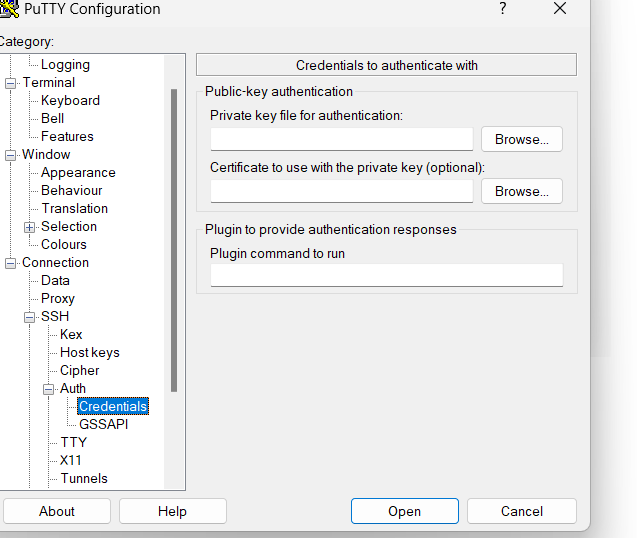 PuTTY Configuration
?
Category:
Logging
Terminal
Keyboard
Bell
Features
Window
Appearance
Behaviour
Translation
Selection
Colours
Connection
Data
Proxy
SSH
Kex
Host keys
Cipher
Auth
Credentials
GSSAPI
TTY
X11
Tunnels
Credentials to authenticate with
Public-key authentication
Private key file for authentication:
Browse...
Certificate to use with the private key (optional):
Browse...
Plugin to provide authentication responses
Plugin command to run
About
Help
Open
Cancel